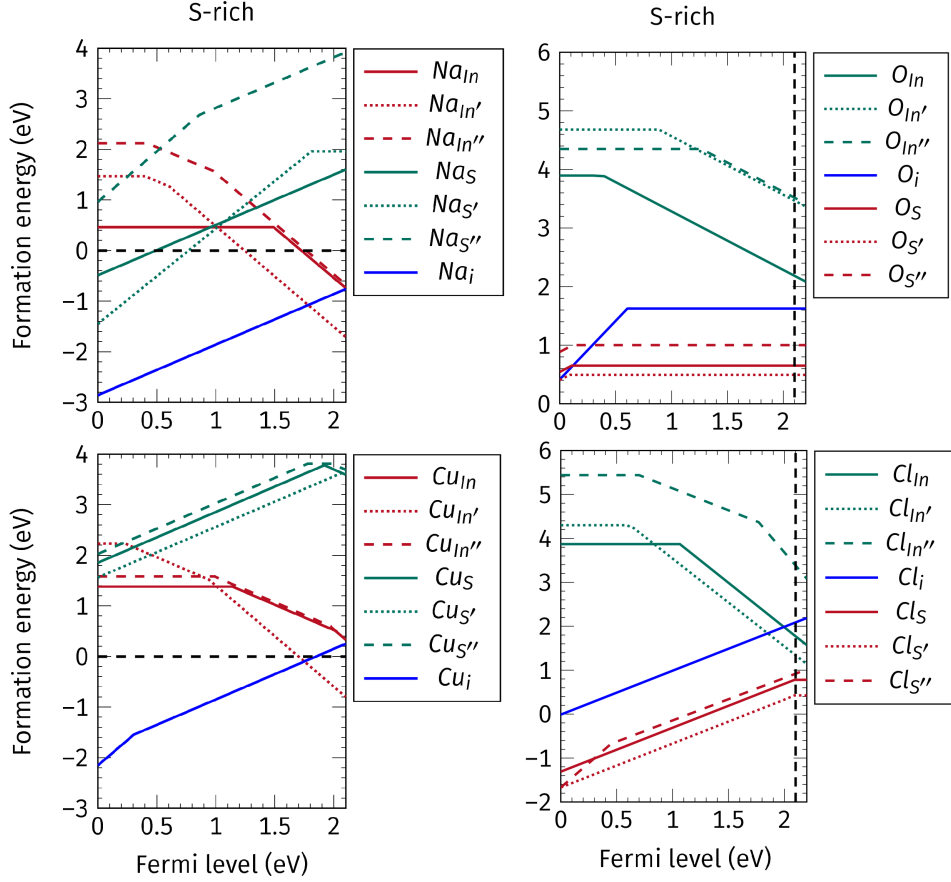 S-rich
Formation energy (eV)
4
3
2
1
0
−1
−2
−3
0
0.5
1
1.5
2
Na_In
Na_In′
Na_In″
Na_S
Na_S′
Na_S″
Na_i
S-rich
6
5
4
3
2
1
0
0
0.5
1
1.5
2
O_In
O_In′
O_In″
O_i
O_S
O_S′
O_S″
Formation energy (eV)
4
3
2
1
0
−1
−2
−3
0
0.5
1
1.5
2
Fermi level (eV)
Cu_In
Cu_In′
Cu_In″
Cu_S
Cu_S′
Cu_S″
Cu_i
6
5
4
3
2
1
0
−1
−2
0
0.5
1
1.5
2
Fermi level (eV)
Cl_In
Cl_In′
Cl_In″
Cl_i
Cl_S
Cl_S′
Cl_S″